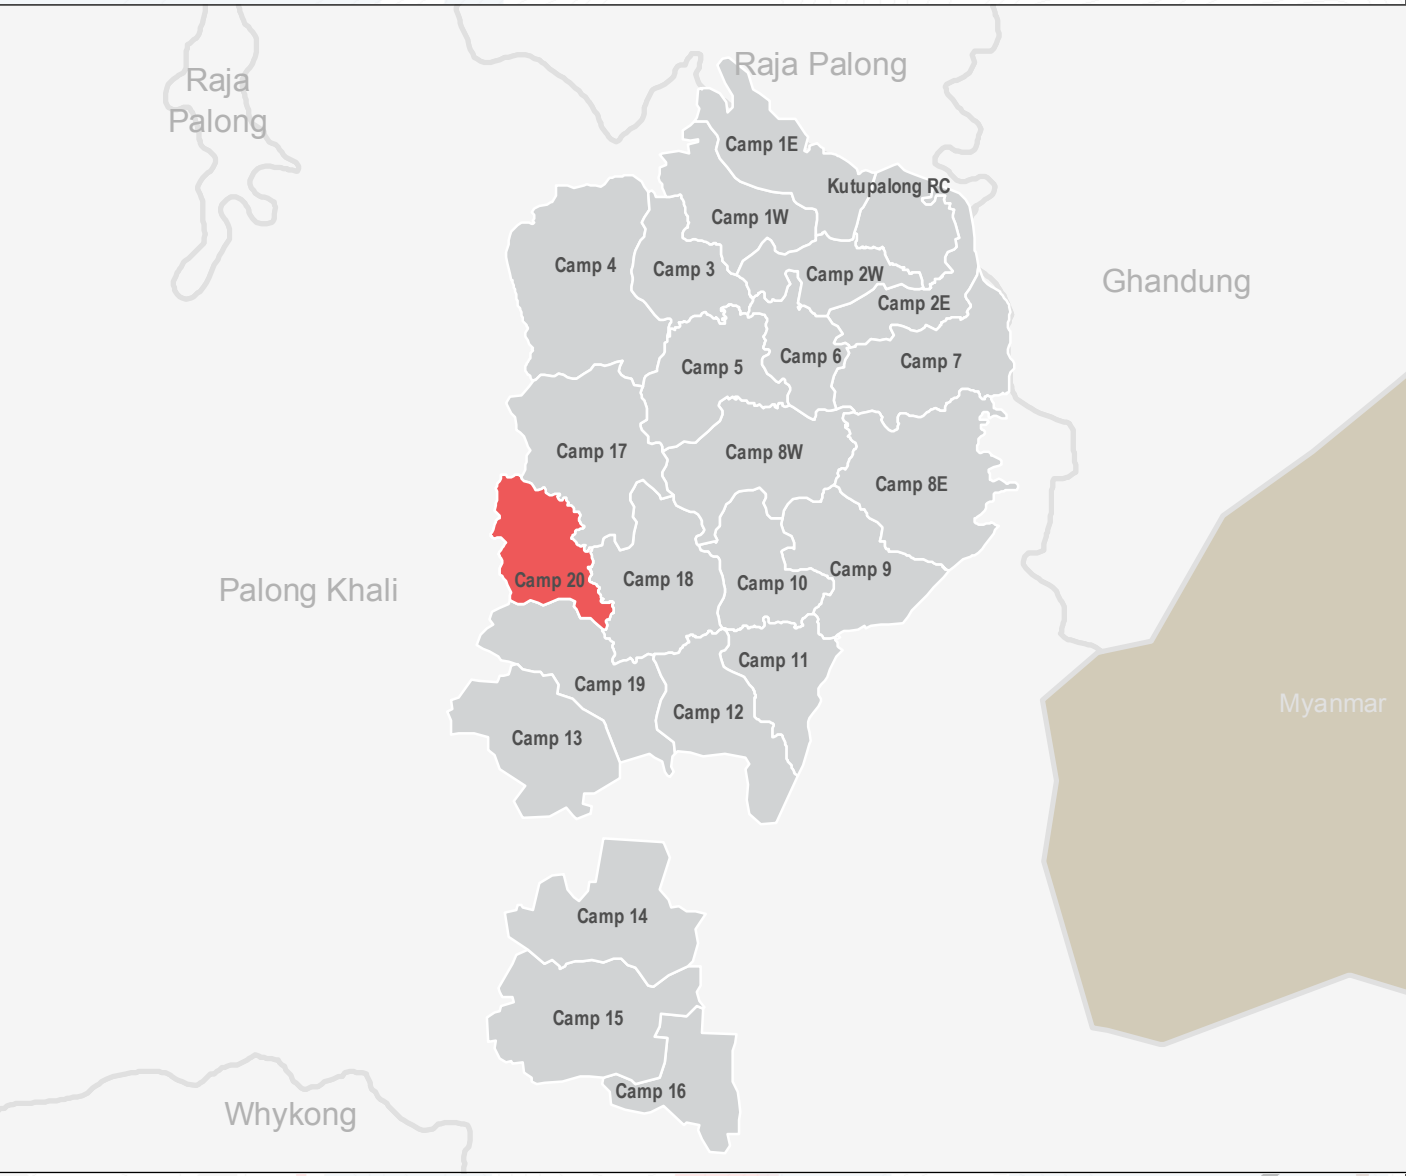 Raja Palong
Raja
Palong
Camp 1E
Kutupalong RC
Camp 1W
Camp 4
Camp 3
Camp 2W
Ghandung
Camp 2E
Camp 6
Camp 7
Camp 5
Camp 17
Camp 8W
Camp 8E
Camp 9
Camp 20
Camp 18
Camp 10
Palong Khali
Camp 11
Camp 19
Myanmar
Camp 12
Camp 13
Camp 14
Camp 15
Camp 16
Whykong